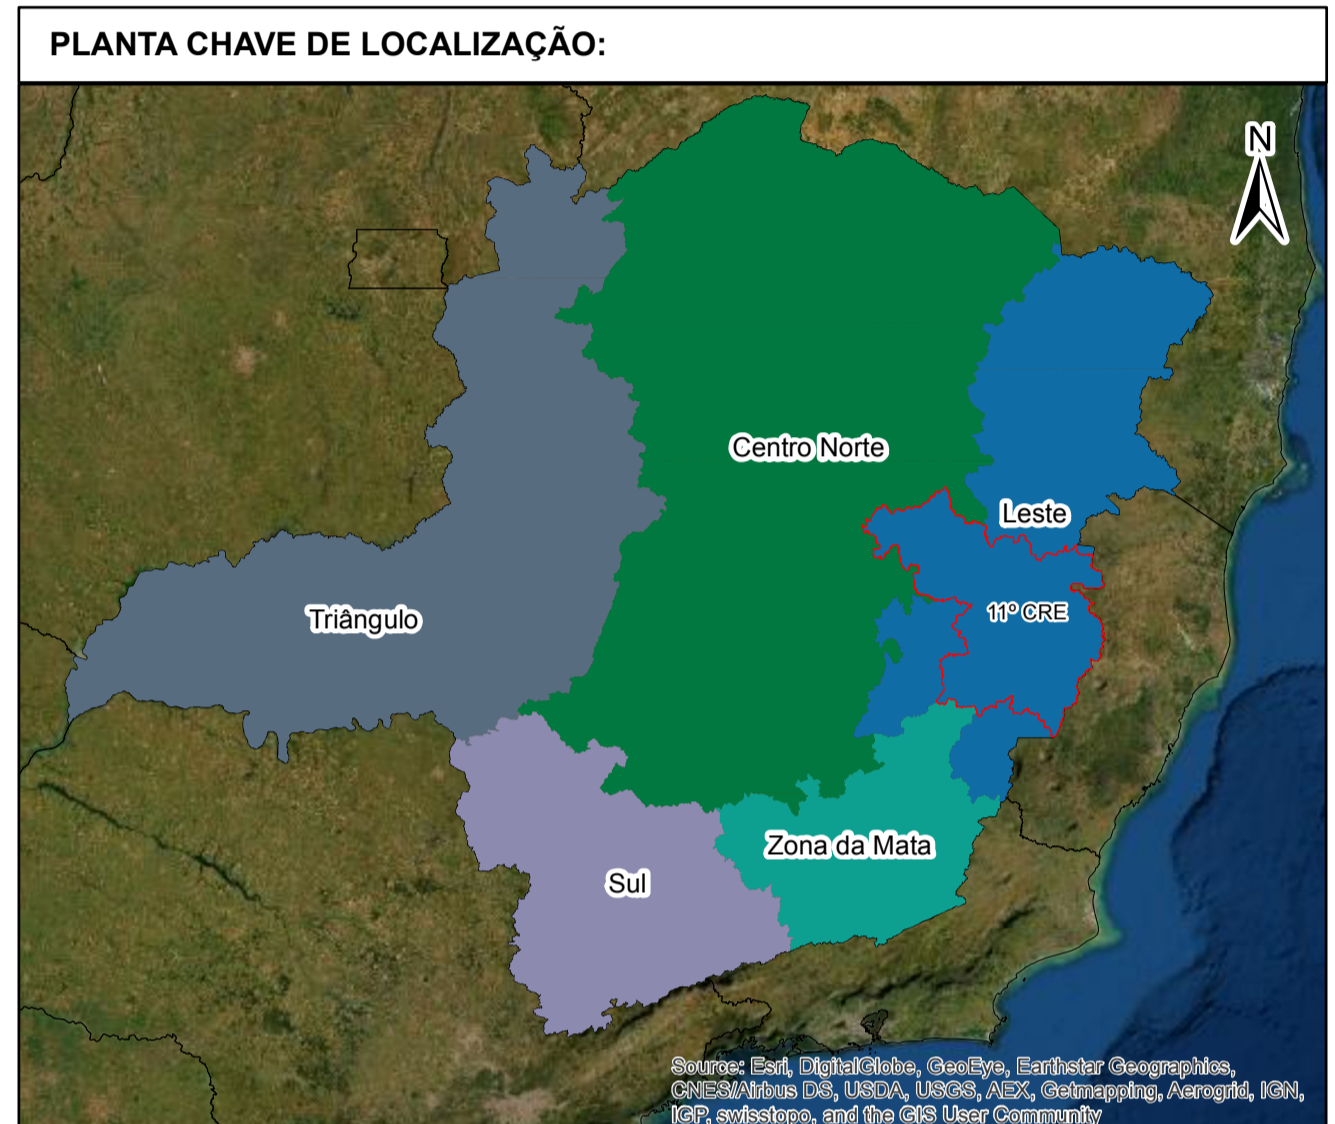 PLANTA CHAVE DE LOCALIZAÇÃO:
N
Centro Norte
Leste
11º CRE
Triângulo
Zona da Mata
Sul
Source: Esri, DigitalGlobe, GeoEye, Earthstar Geographics,
CNES/Airbus DS, USDA, USGS, AEX, Getmapping, Aerogrid, IGN,
IGP, swisstopo, and the GIS User Community